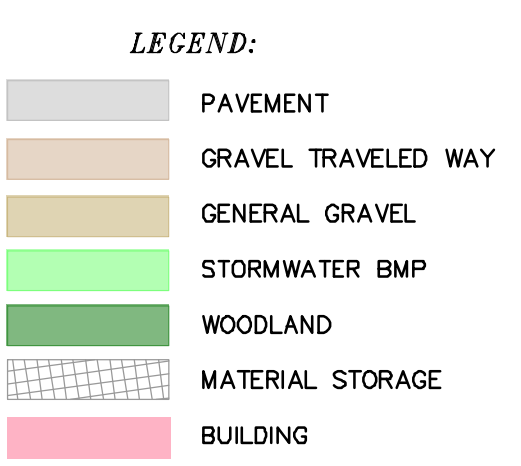 LEGEND:
PAVEMENT
GRAVEL TRAVELED WAY
GENERAL GRAVEL
STORMWATER BMP
WOODLAND
MATERIAL STORAGE
BUILDING